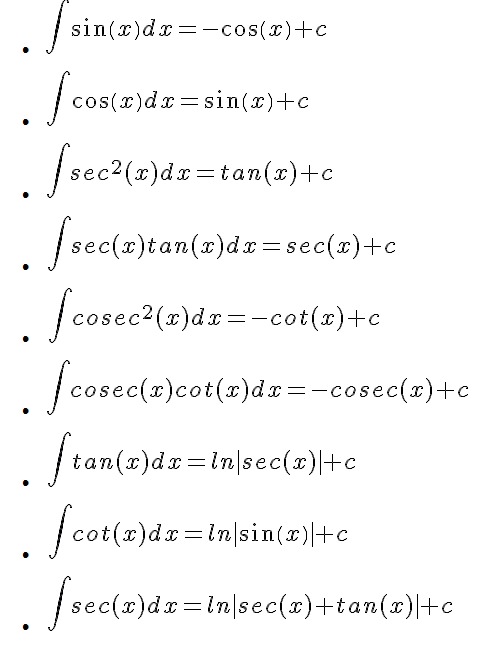 • ∫sin(x)dx=−cos(x)+c
• ∫cos(x)dx=sin(x)+c
• ∫sec²(x)dx=tan(x)+c
• ∫sec(x)tan(x)dx=sec(x)+c
• ∫cosec²(x)dx=−cot(x)+c
• ∫cosec(x)cot(x)dx=−cosec(x)+c
• ∫tan(x)dx=ln|sec(x)|+c
• ∫cot(x)dx=ln|sin(x)|+c
• ∫sec(x)dx=ln|sec(x)+tan(x)|+c